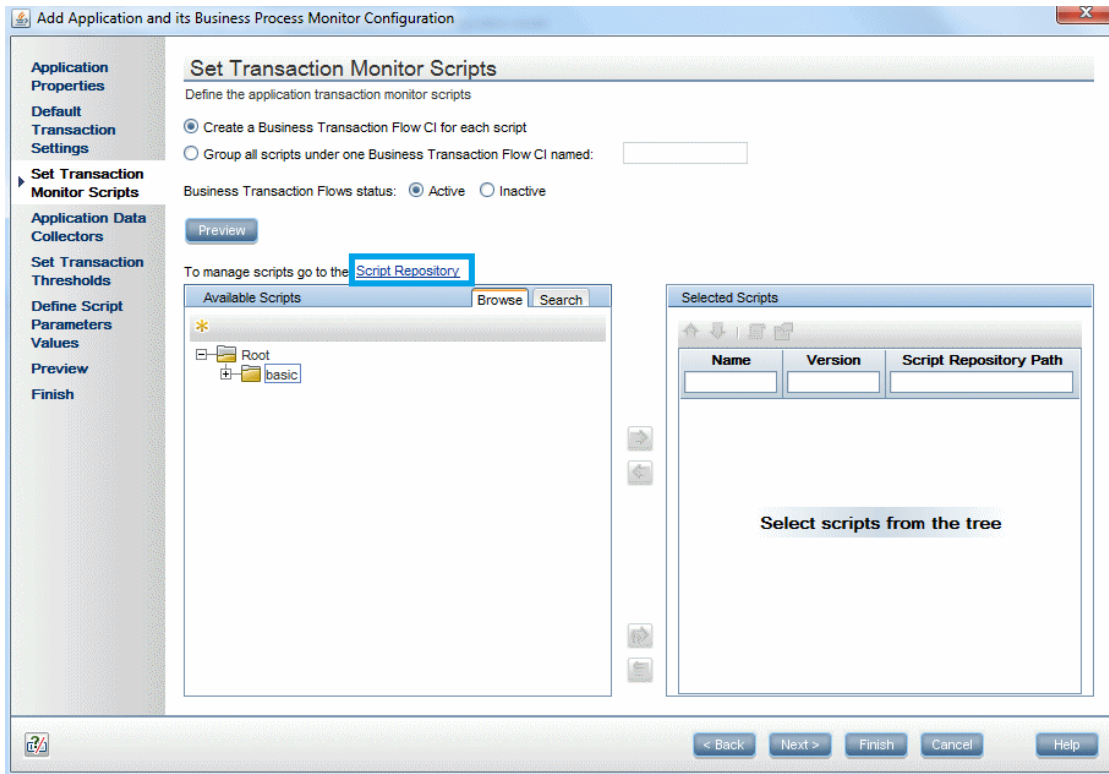 Add Application and its Business Process Monitor Configuration
Application
Properties
Default
Transaction
Settings
Set Transaction
Monitor Scripts
Application Data
Collectors
Set Transaction
Thresholds
Define Script
Parameters
Values
Preview
Finish
Set Transaction Monitor Scripts
Define the application transaction monitor scripts
Create a Business Transaction Flow CI for each script
Group all scripts under one Business Transaction Flow CI named:
Business Transaction Flows status: Active Inactive
Preview
To manage scripts go to the Script Repository
Available Scripts Browse Search
Root
basic
Selected Scripts
Name Version Script Repository Path
Select scripts from the tree
< Back Next > Finish Cancel Help